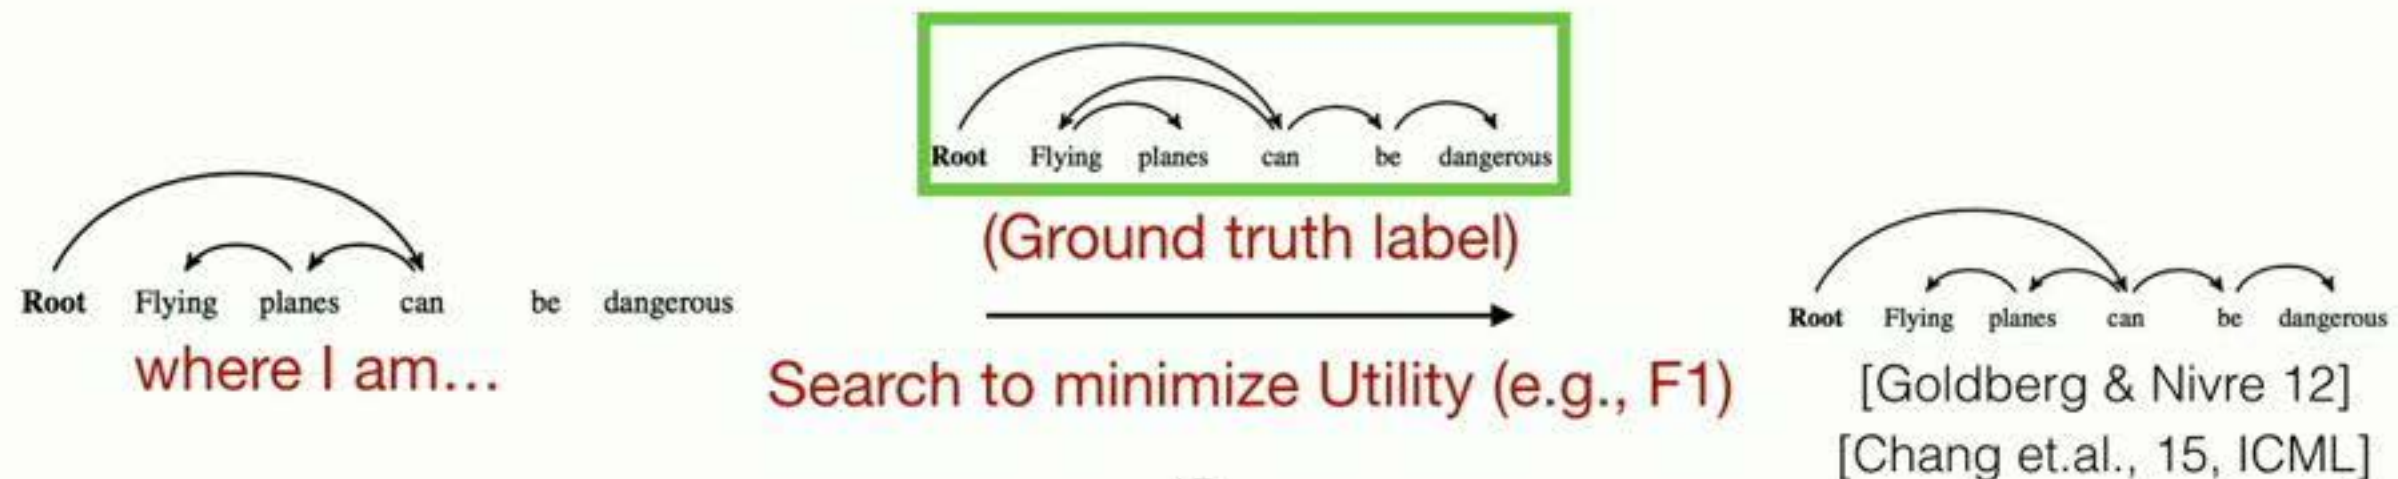 Root Flying planes can be dangerous
(Ground truth label)
Root Flying planes can be dangerous
where I am...
Search to minimize Utility (e.g., F1)
Root Flying planes can be dangerous
[Goldberg & Nivre 12]
[Chang et.al., 15, ICML]